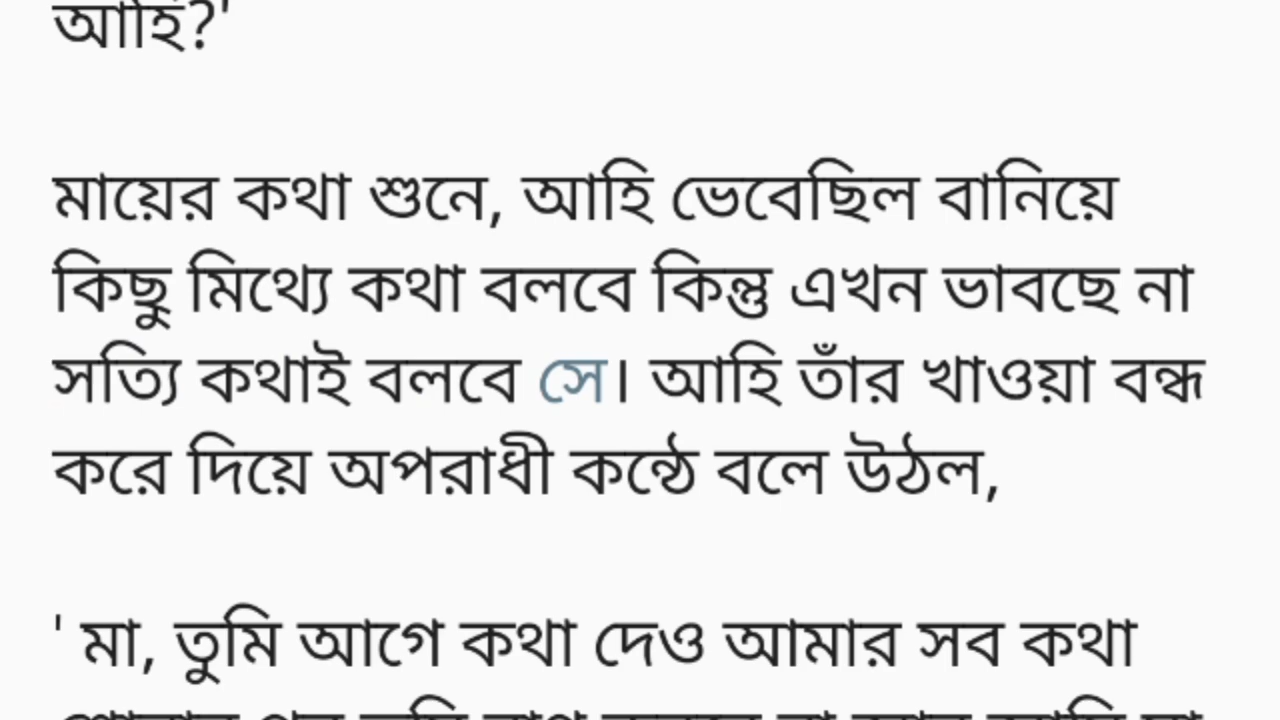 আহি?'
মায়ের কথা শুনে, আহি ভেবেছিল বানিয়ে
কিছু মিথ্যে কথা বলবে কিন্তু এখন ভাবছে না
সত্যি কথাই বলবে সে। আহি তাঁর খাওয়া বন্ধ
করে দিয়ে অপরাধী কন্ঠে বলে উঠল,
' মা, তুমি আগে কথা দেও আমার সব কথা